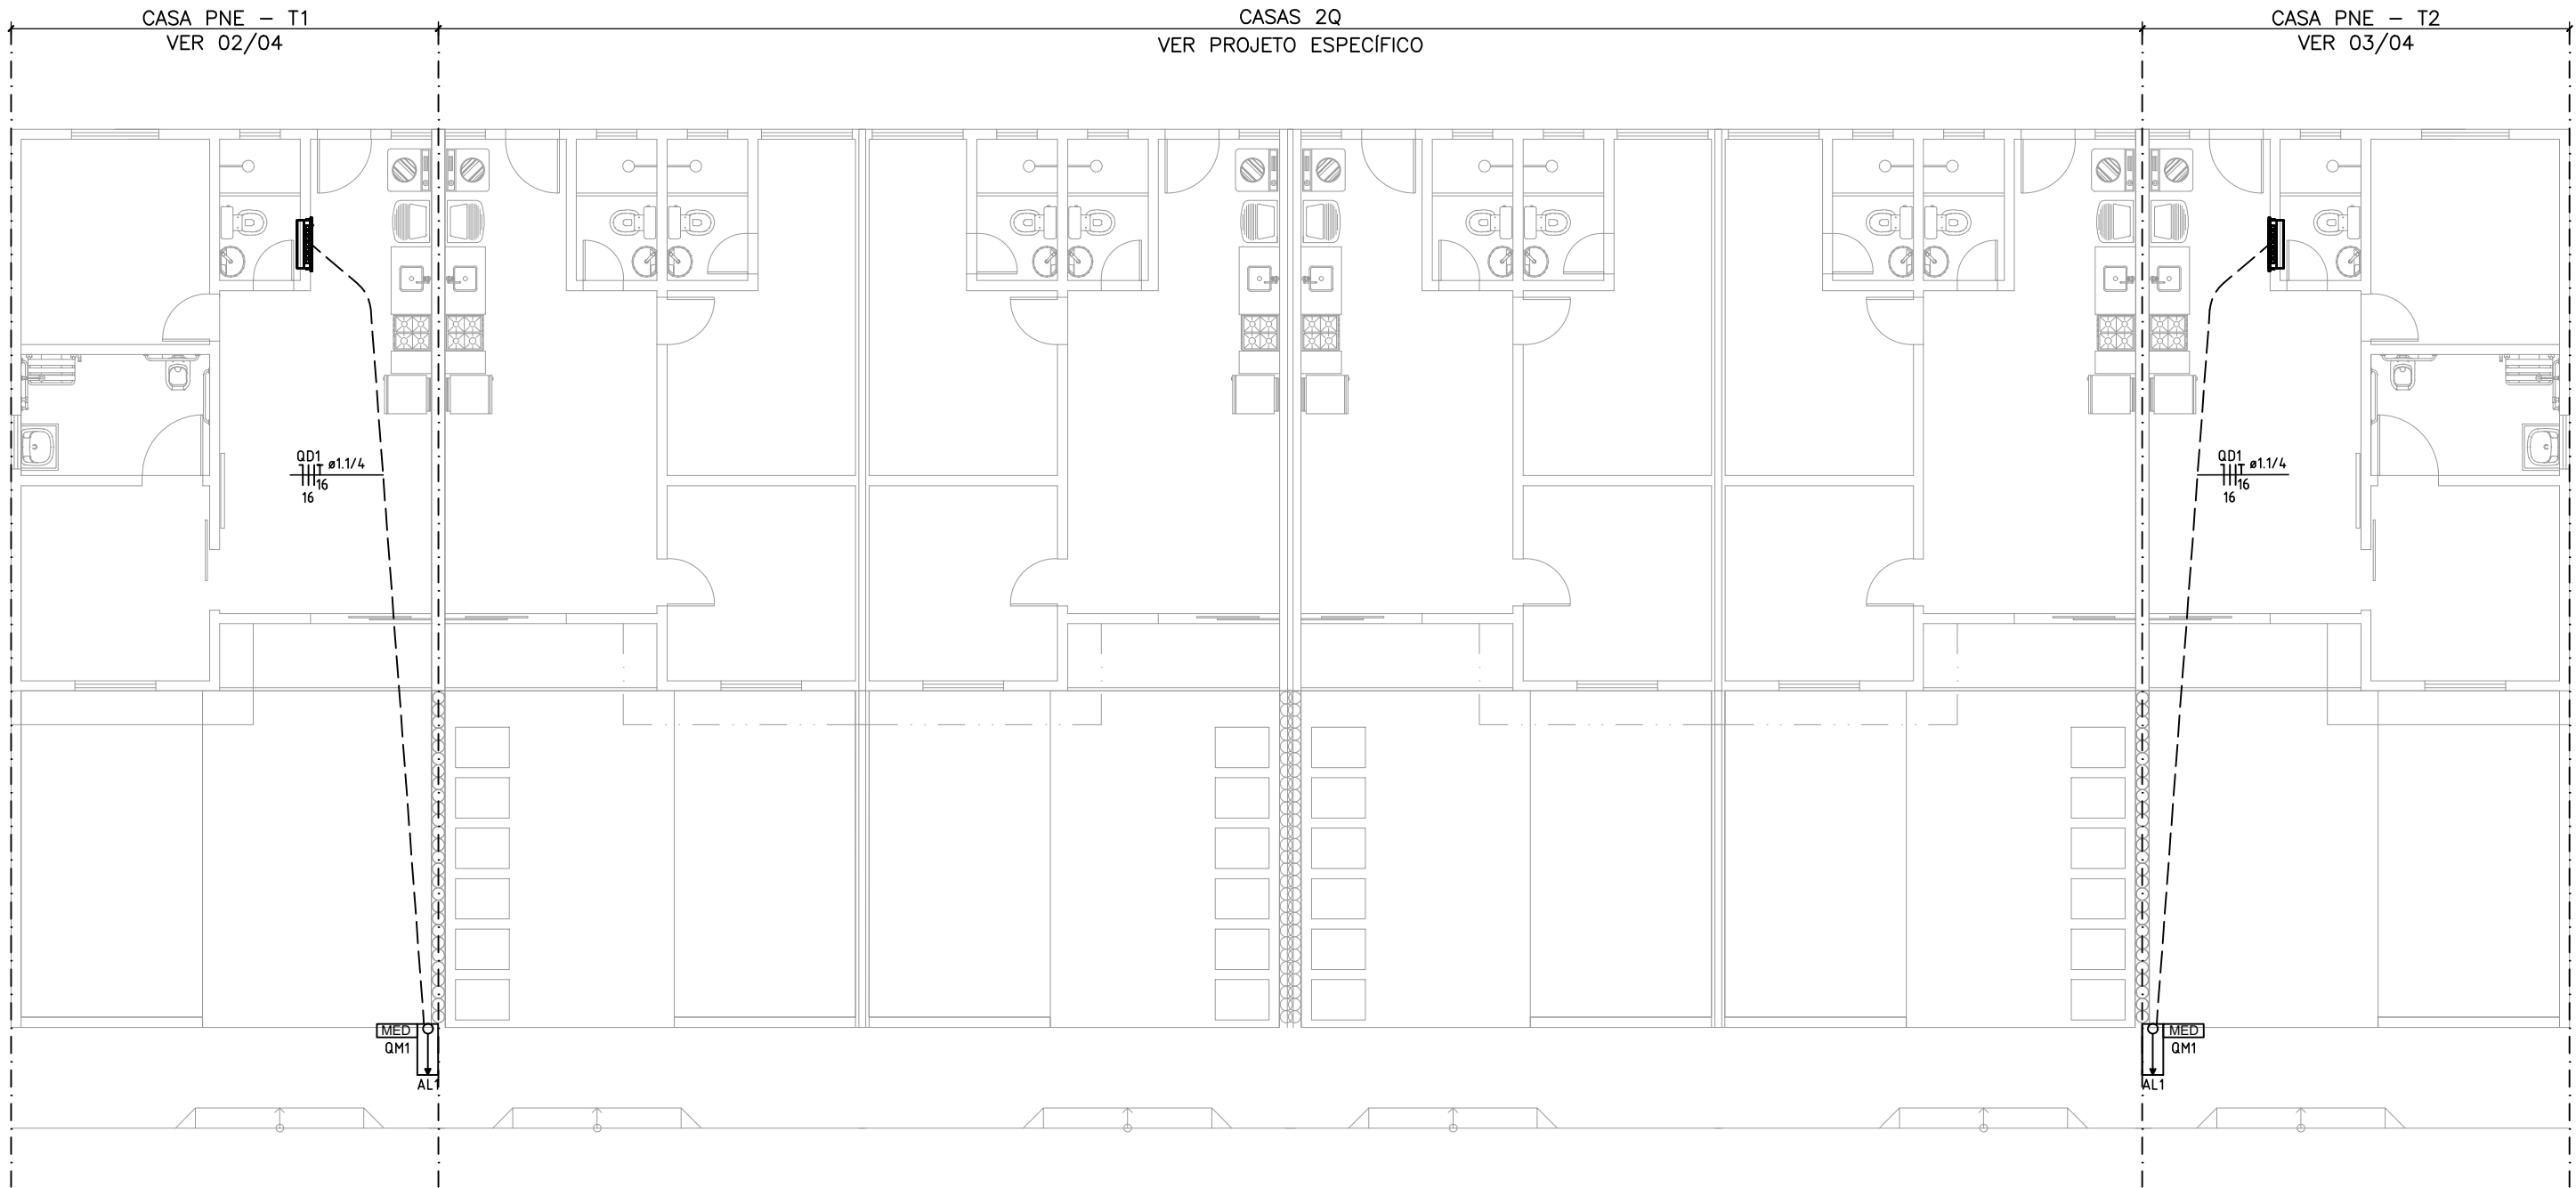 CASA PNE – T1
VER 02/04
CASAS 2Q
VER PROJETO ESPECÍFICO
CASA PNE – T2
VER 03/04
QD1
ø1.1/4
16
16
QD1
ø1.1/4
16
16
MED
QM1
AL1
MED
QM1
AL1